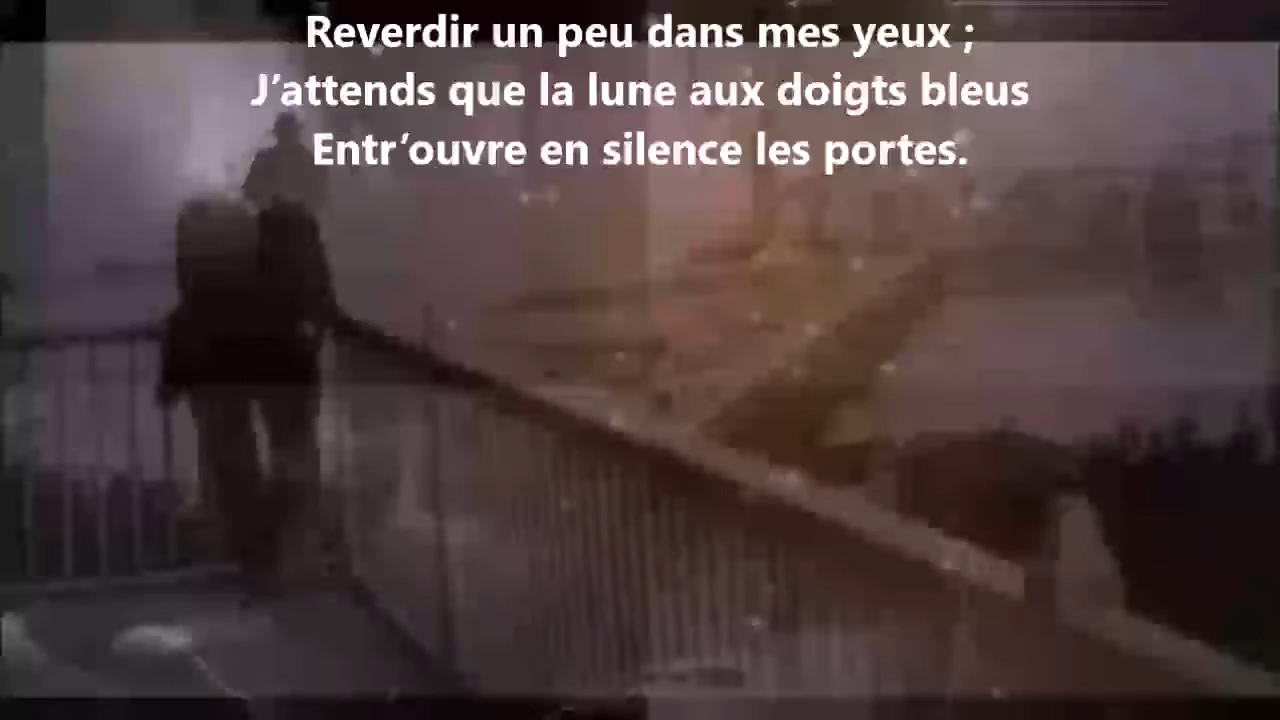 Reverdir un peu dans mes yeux ;
J’attends que la lune aux doigts bleus
Entr’ouvre en silence les portes.